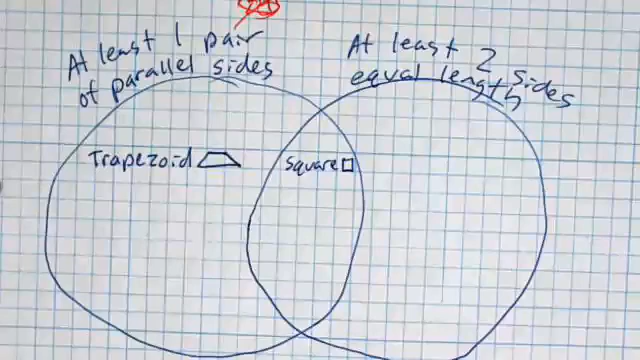 At least 1 pair
of parallel sides
At least 2 sides
equal length
Trapezoid
square